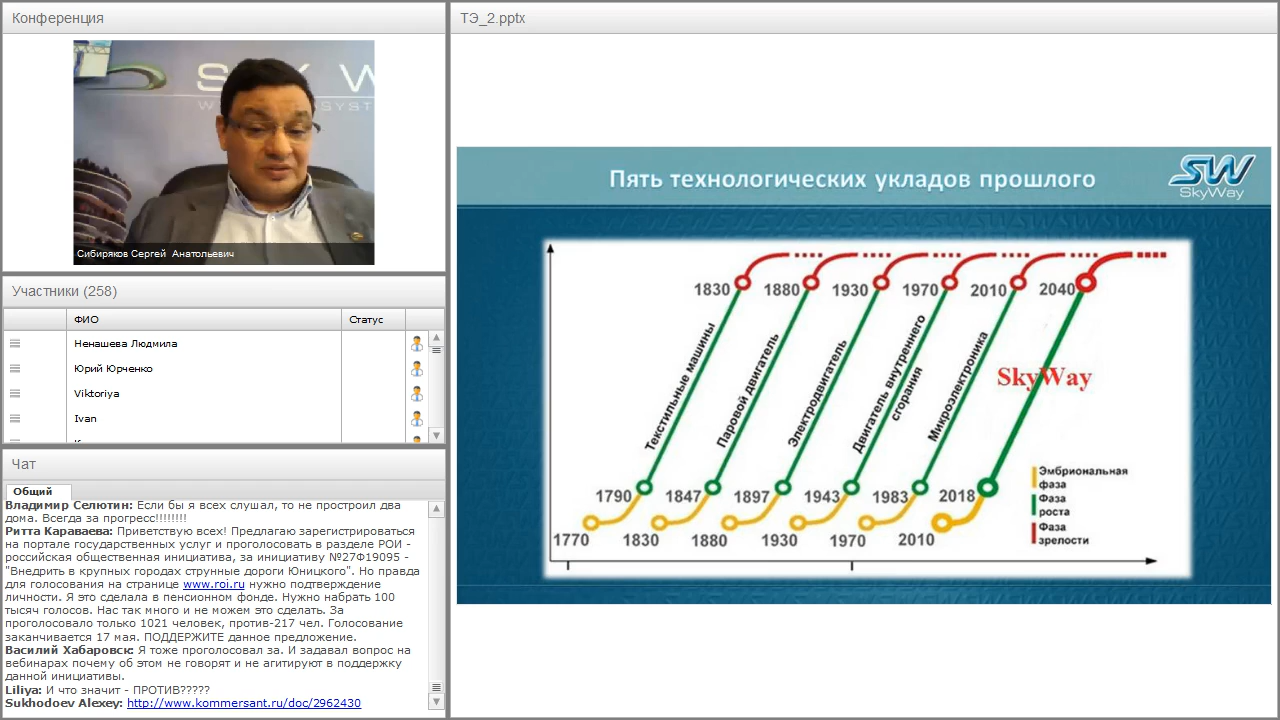 Конференция
SKY W
W
SYST
Сибиряков Сергей Анатольевич
Участники (258)
ФИО
Статус
Ненашева Людмила
Юрий Юрченко
Viktoriya
Ivan
Чат
Общий
Владимир Селютин: Если бы я всех слушал, то не простроил два
дома. Всегда за прогресс!!!!!!!!
Ритта Караваева: Приветствую всех! Предлагаю зарегистрироваться
на портале государственных услуг и проголосовать в разделе РОИ -
российская общественная инициатива, за инициативу №27Ф19095 -
"Внедрить в крупных городах струнные дороги Юницкого". Но правда
для голосования на странице www.roi.ru нужно подтверждение
личности. Я это сделала в пенсионном фонде. Нужно набрать 100
тысяч голосов. Нас так много и не можем это сделать. За
проголосовало только 1021 человек, против-217 чел. Голосование
заканчивается 17 мая. ПОДДЕРЖИТЕ данное предложение.
Василий Хабаровск: Я тоже проголосовал за. И задавал вопрос на
вебинарах почему об этом не говорят и не агитируют в поддержку
данной инициативы.
Liliya: И что значит - ПРОТИВ?????
Sukhodoev Alexey: http://www.kommersant.ru/doc/2962430
ТЭ_2.pptx
Пять технологических укладов прошлого
SW
SkyWay
1830
1880
1930
1970
2010
2040
Текстильные машины
Паровой двигатель
Электродвигатель
Двигатель внутреннего
сгорания
Микроэлектроника
SkyWay
1790
1847
1897
1943
1983
2018
1770
1830
1880
1930
1970
2010
Эмбриональная
фаза
Фаза
роста
Фаза
зрелости